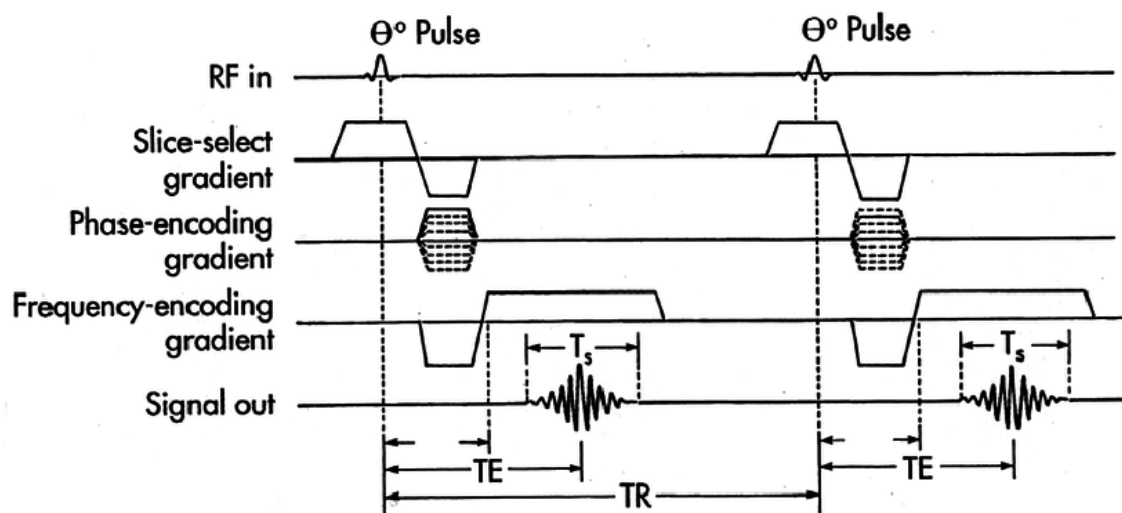 Θ° Pulse Θ° Pulse
RF in
Slice-select
gradient
Phase-encoding
gradient
Frequency-encoding
gradient
Ts Ts
Signal out
TE TE
TR